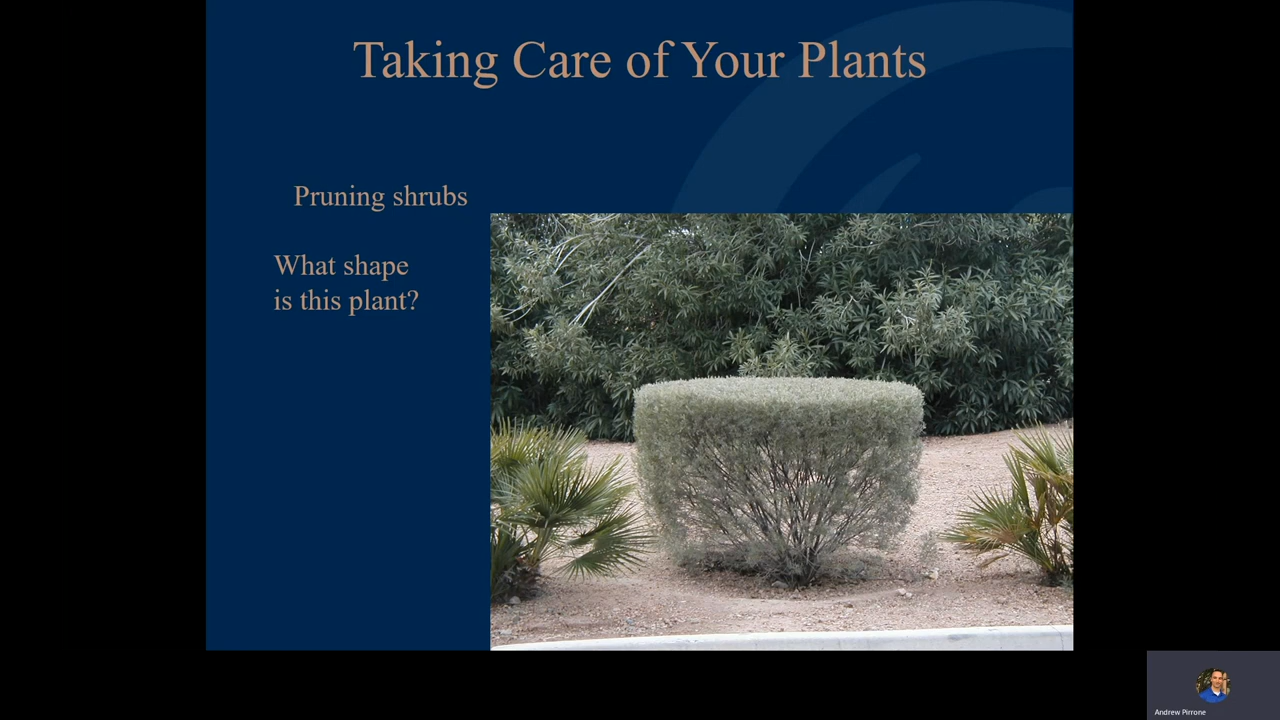 Taking Care of Your Plants
Pruning shrubs
What shape
is this plant?
Andrew Pirrone